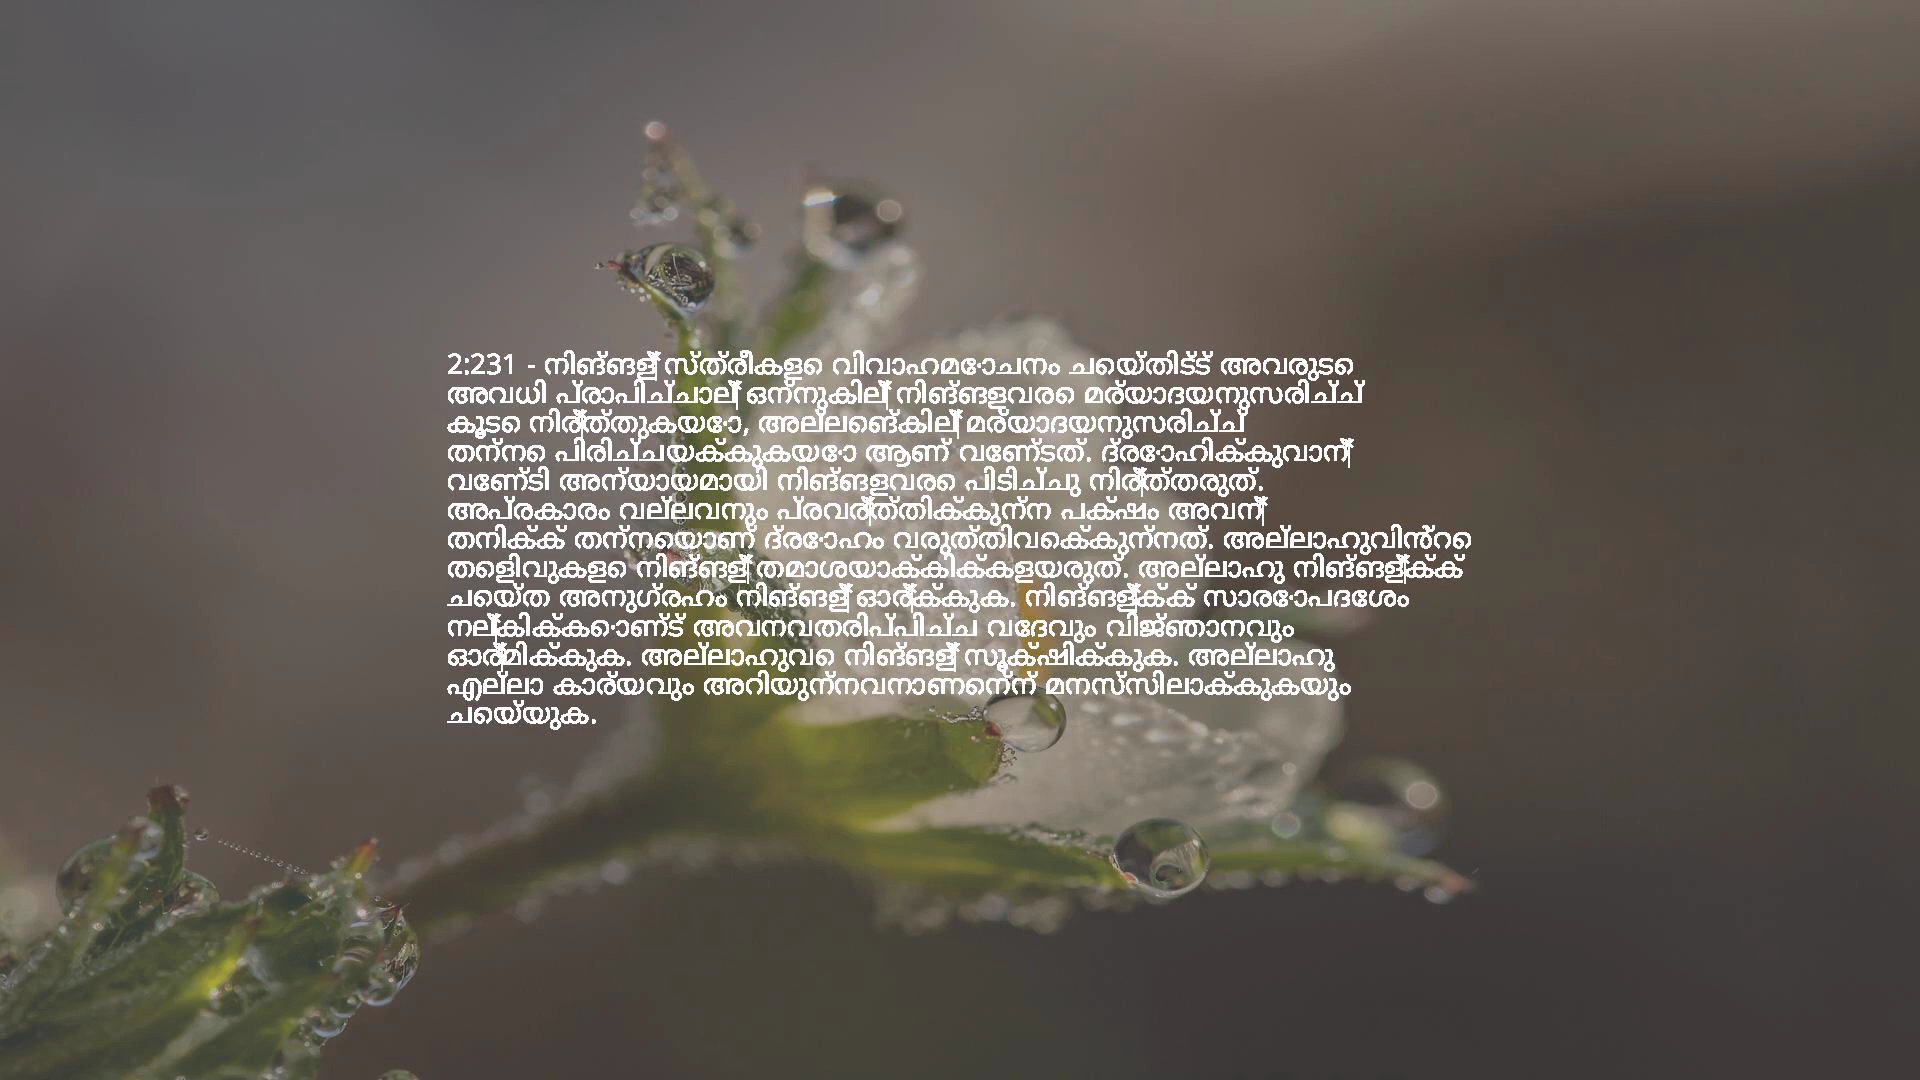 2:231 - നിങ്ങള്‍ സ്ത്രീകളെ വിവാഹമോചനം ചെയ്തിട്ട് അവരുടെ
അവധി പ്രാപിച്ചാല്‍ ഒന്നുകില്‍ നിങ്ങളവരെ മര്യാദയനുസരിച്ച്
കൂടെ നിര്‍ത്തുകയോ, അല്ലെങ്കില്‍ മര്യാദയനുസരിച്ച്
തന്നെ പിരിച്ചയക്കുകയോ ആണ് വേണ്ടത്. ദ്രോഹിക്കുവാന്‍
വേണ്ടി അന്യായമായി നിങ്ങളവരെ പിടിച്ചു നിര്‍ത്തരുത്.
അപ്രകാരം വല്ലവനും പ്രവര്‍ത്തിക്കുന്ന പക്ഷം അവന്‍
തനിക്ക് തന്നെയാണ് ദ്രോഹം വരുത്തിവെക്കുന്നത്. അല്ലാഹുവിന്‍റെ
തെളിവുകളെ നിങ്ങള്‍ തമാശയാക്കിക്കളയരുത്. അല്ലാഹു നിങ്ങള്‍ക്ക്
ചെയ്ത അനുഗ്രഹം നിങ്ങള്‍ ഓര്‍ക്കുക. നിങ്ങള്‍ക്ക് സാരോപദേശം
നല്‍കിക്കൊണ്ട് അവനവതരിപ്പിച്ച വേദവും വിജ്ഞാനവും
ഓര്‍മിക്കുക. അല്ലാഹുവെ നിങ്ങള്‍ സൂക്ഷിക്കുക. അല്ലാഹു
എല്ലാ കാര്യവും അറിയുന്നവനാണെന്ന് മനസ്സിലാക്കുകയും
ചെയ്യുക.